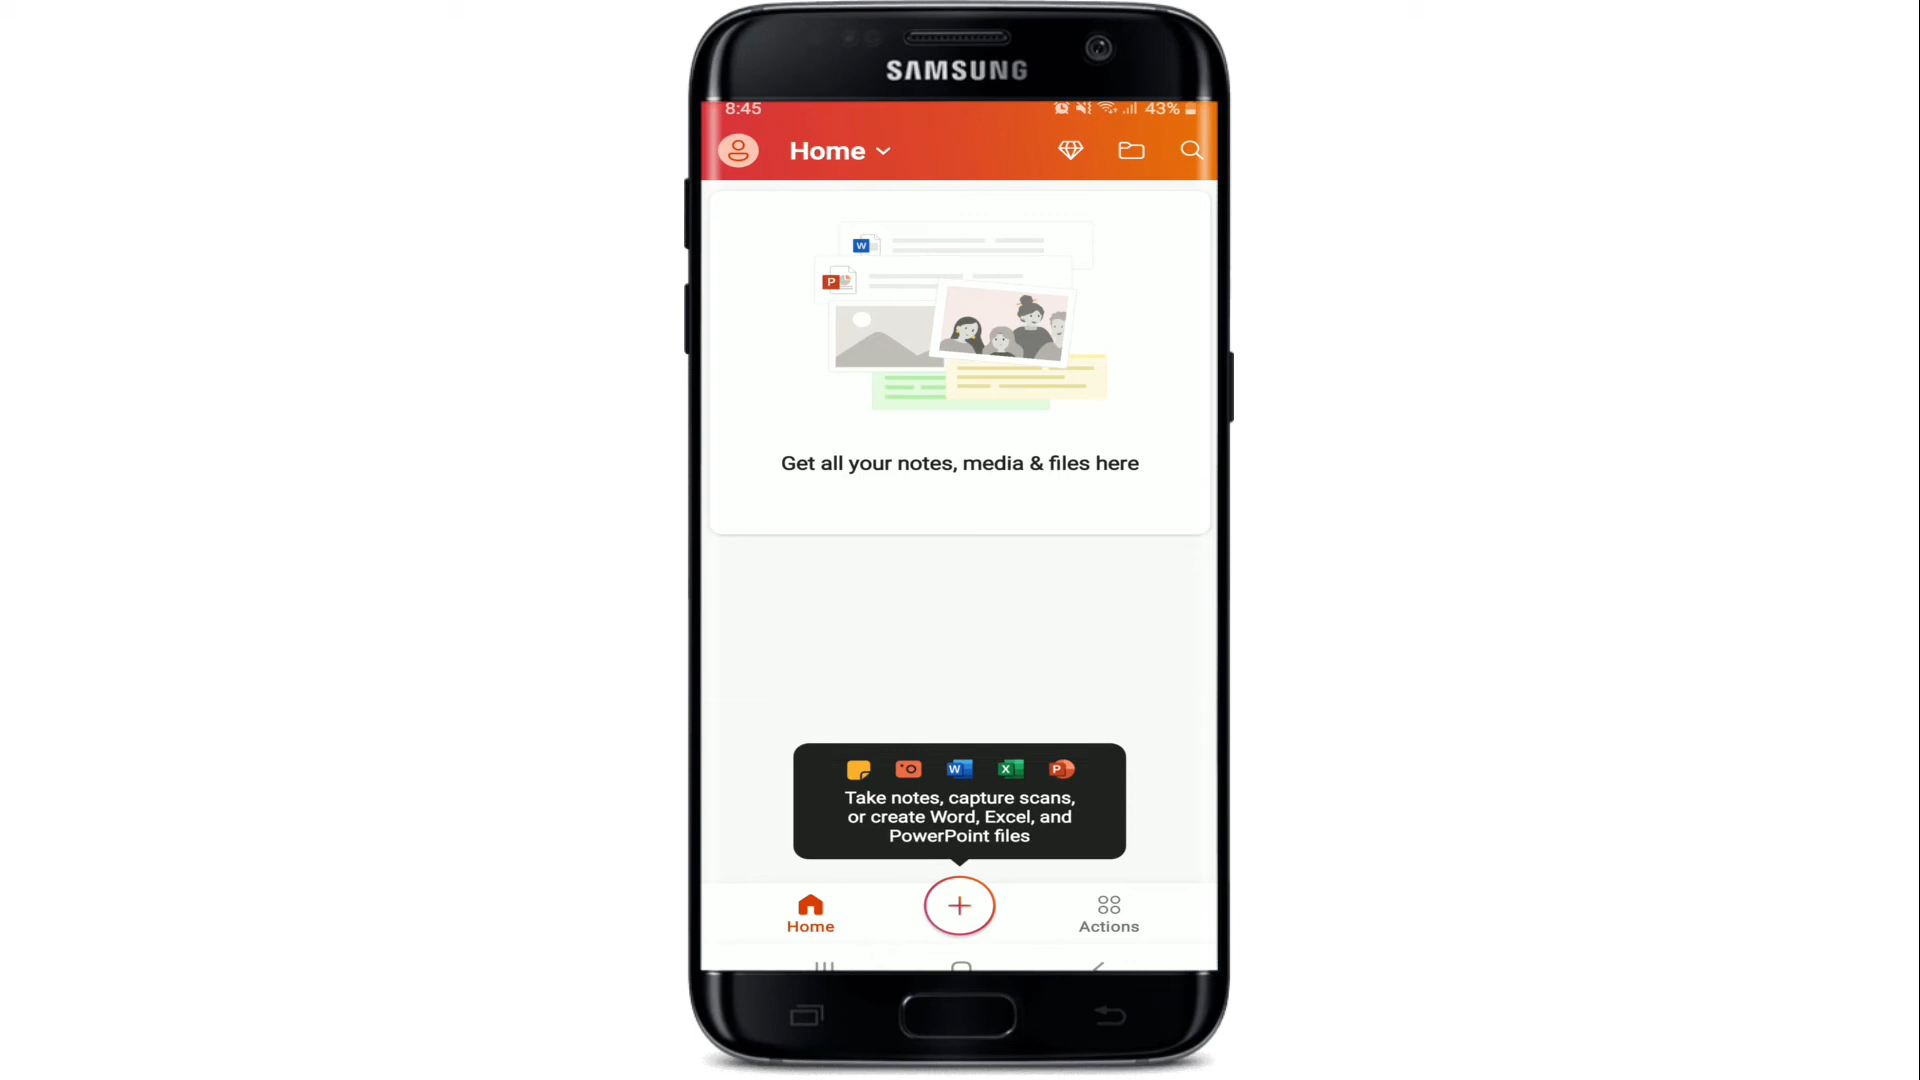 SAMSUNG
8:45
43%
Home
W
P
Get all your notes, media & files here
W
X
P
Take notes, capture scans,
or create Word, Excel, and
PowerPoint files
Home
Actions